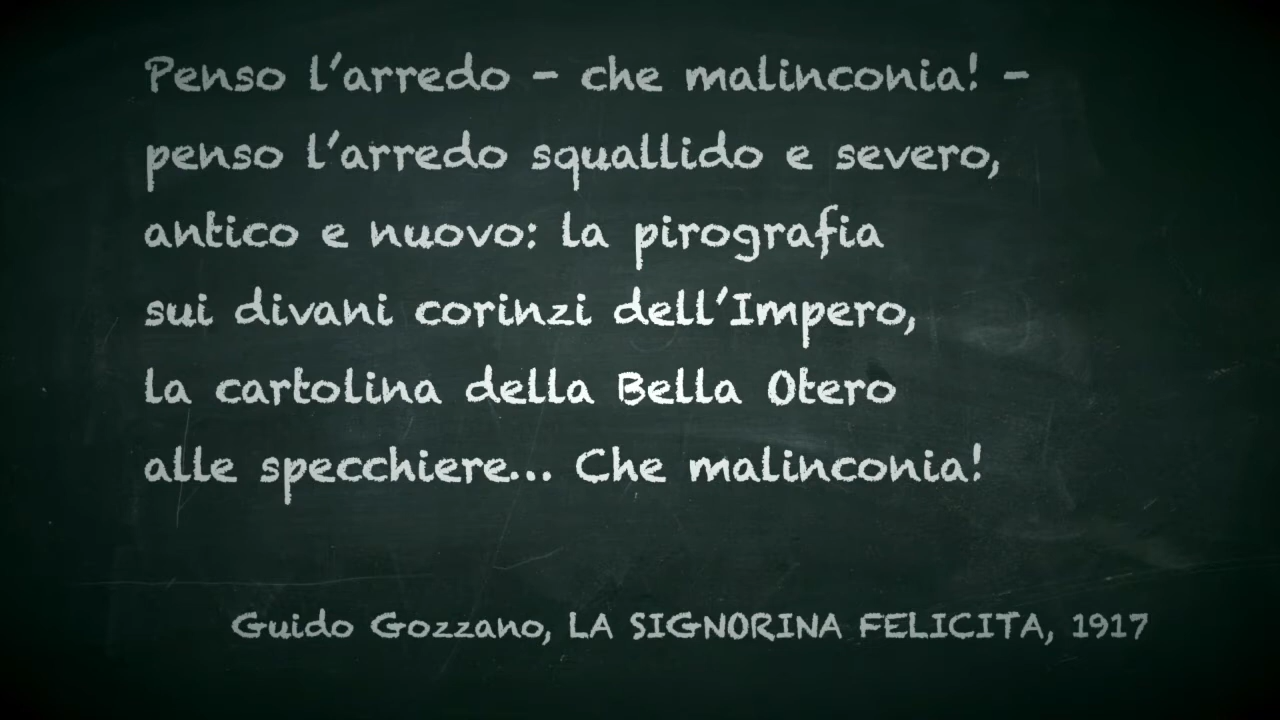 Penso l'arredo – che malinconia! –
penso l'arredo squallido e severo,
antico e nuovo: la pirografia
sui divani corinzi dell'Impero,
la cartolina della Bella Otero
alle specchiere... Che malinconia!
Guido Gozzano, LA SIGNORINA FELICITA, 1917